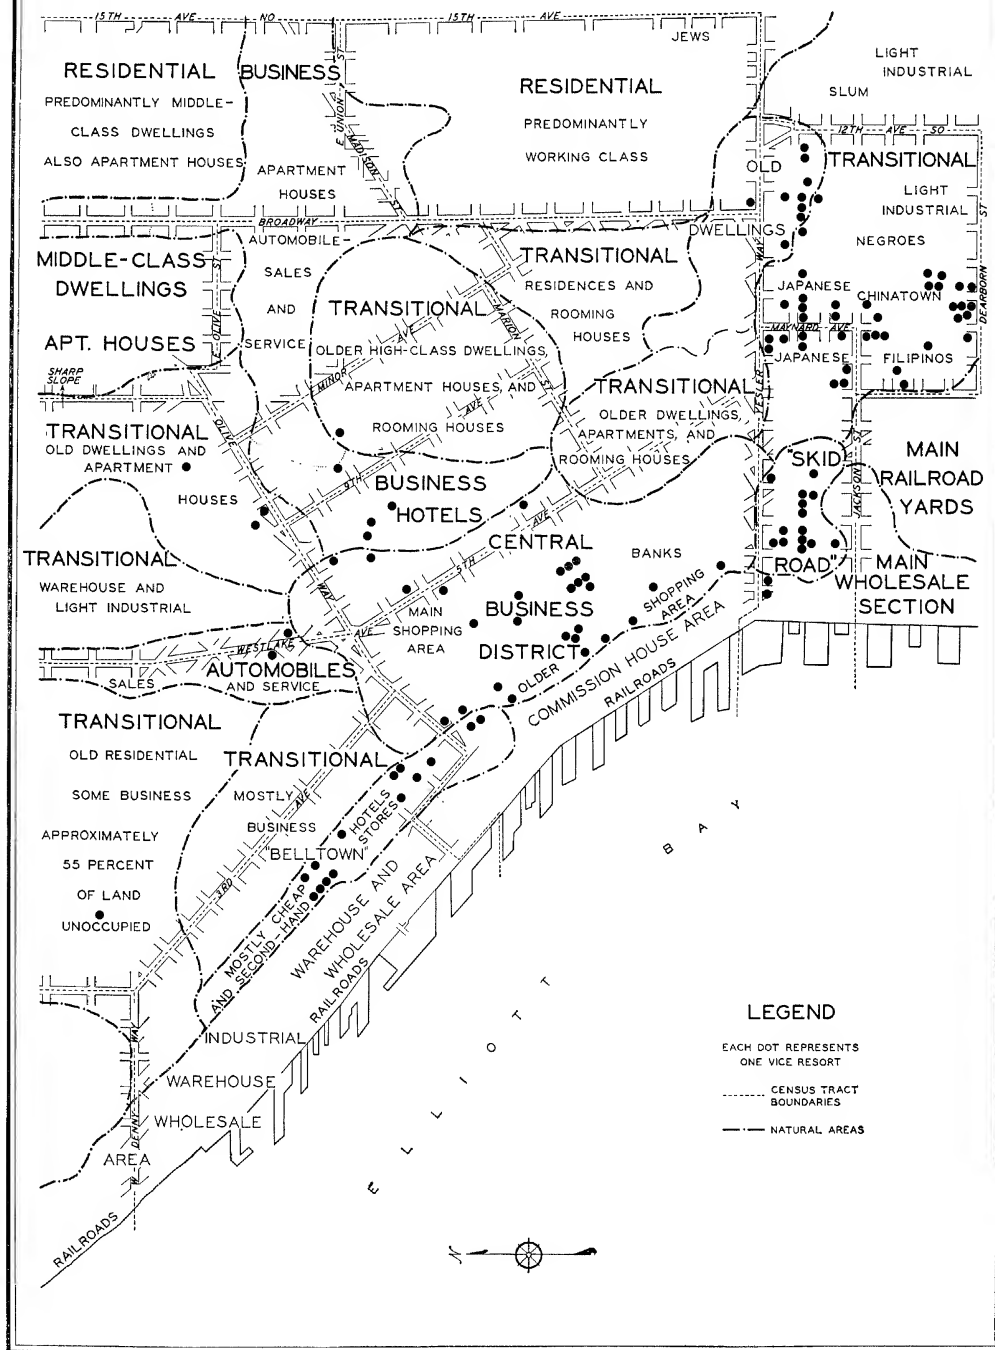 15TH AVE NO
15TH AVE
JEWS
RESIDENTIAL
PREDOMINANTLY MIDDLE-
CLASS DWELLINGS
ALSO APARTMENT HOUSES
BUSINESS
APARTMENT
HOUSES
E UNION ST
MADISON ST
RESIDENTIAL
PREDOMINANTLY
WORKING CLASS
LIGHT
INDUSTRIAL
SLUM
12TH AVE SO
TRANSITIONAL
LIGHT
INDUSTRIAL
NEGROES
OLD
DWELLINGS
BROADWAY
MIDDLE-CLASS
DWELLINGS
APT. HOUSES
E OLIVE ST
AUTOMOBILE-
SALES
AND
SERVICE
TRANSITIONAL
OLDER HIGH-CLASS DWELLINGS,
APARTMENT HOUSES, AND
ROOMING HOUSES
MINOR AVE
MARION ST
9TH AVE
TRANSITIONAL
RESIDENCES AND
ROOMING
HOUSES
YESLER WAY
JAPANESE
CHINATOWN
DEARBORN ST
MAYNARD AVE
JAPANESE
FILIPINOS
SHARP
SLOPE
TRANSITIONAL
OLD DWELLINGS AND
APARTMENT
HOUSES
OLIVE WAY
TRANSITIONAL
OLDER DWELLINGS,
APARTMENTS, AND
ROOMING HOUSES
"SKID
ROAD"
JACKSON ST
MAIN
RAILROAD
YARDS
MAIN
WHOLESALE
SECTION
BUSINESS
HOTELS
5TH AVE
CENTRAL
BUSINESS
DISTRICT
BANKS
MAIN
SHOPPING
AREA
OLDER
SHOPPING
AREA
COMMISSION HOUSE AREA
RAILROADS
TRANSITIONAL
WAREHOUSE AND
LIGHT INDUSTRIAL
WESTLAKE AVE
AUTOMOBILES
SALES AND SERVICE
TRANSITIONAL
OLD RESIDENTIAL
SOME BUSINESS
APPROXIMATELY
55 PERCENT
OF LAND
UNOCCUPIED
TRANSITIONAL
MOSTLY
BUSINESS
3RD AVE
"BELLTOWN"
HOTELS
STORES
MOSTLY CHEAP
AND SECOND-HAND
WAREHOUSE AND
WHOLESALE AREA
RAILROADS
INDUSTRIAL
WAREHOUSE
WHOLESALE
AREA
DENNY WAY
RAILROADS
ELLIOTT BAY
LEGEND
EACH DOT REPRESENTS
ONE VICE RESORT
CENSUS TRACT
BOUNDARIES
NATURAL AREAS
N